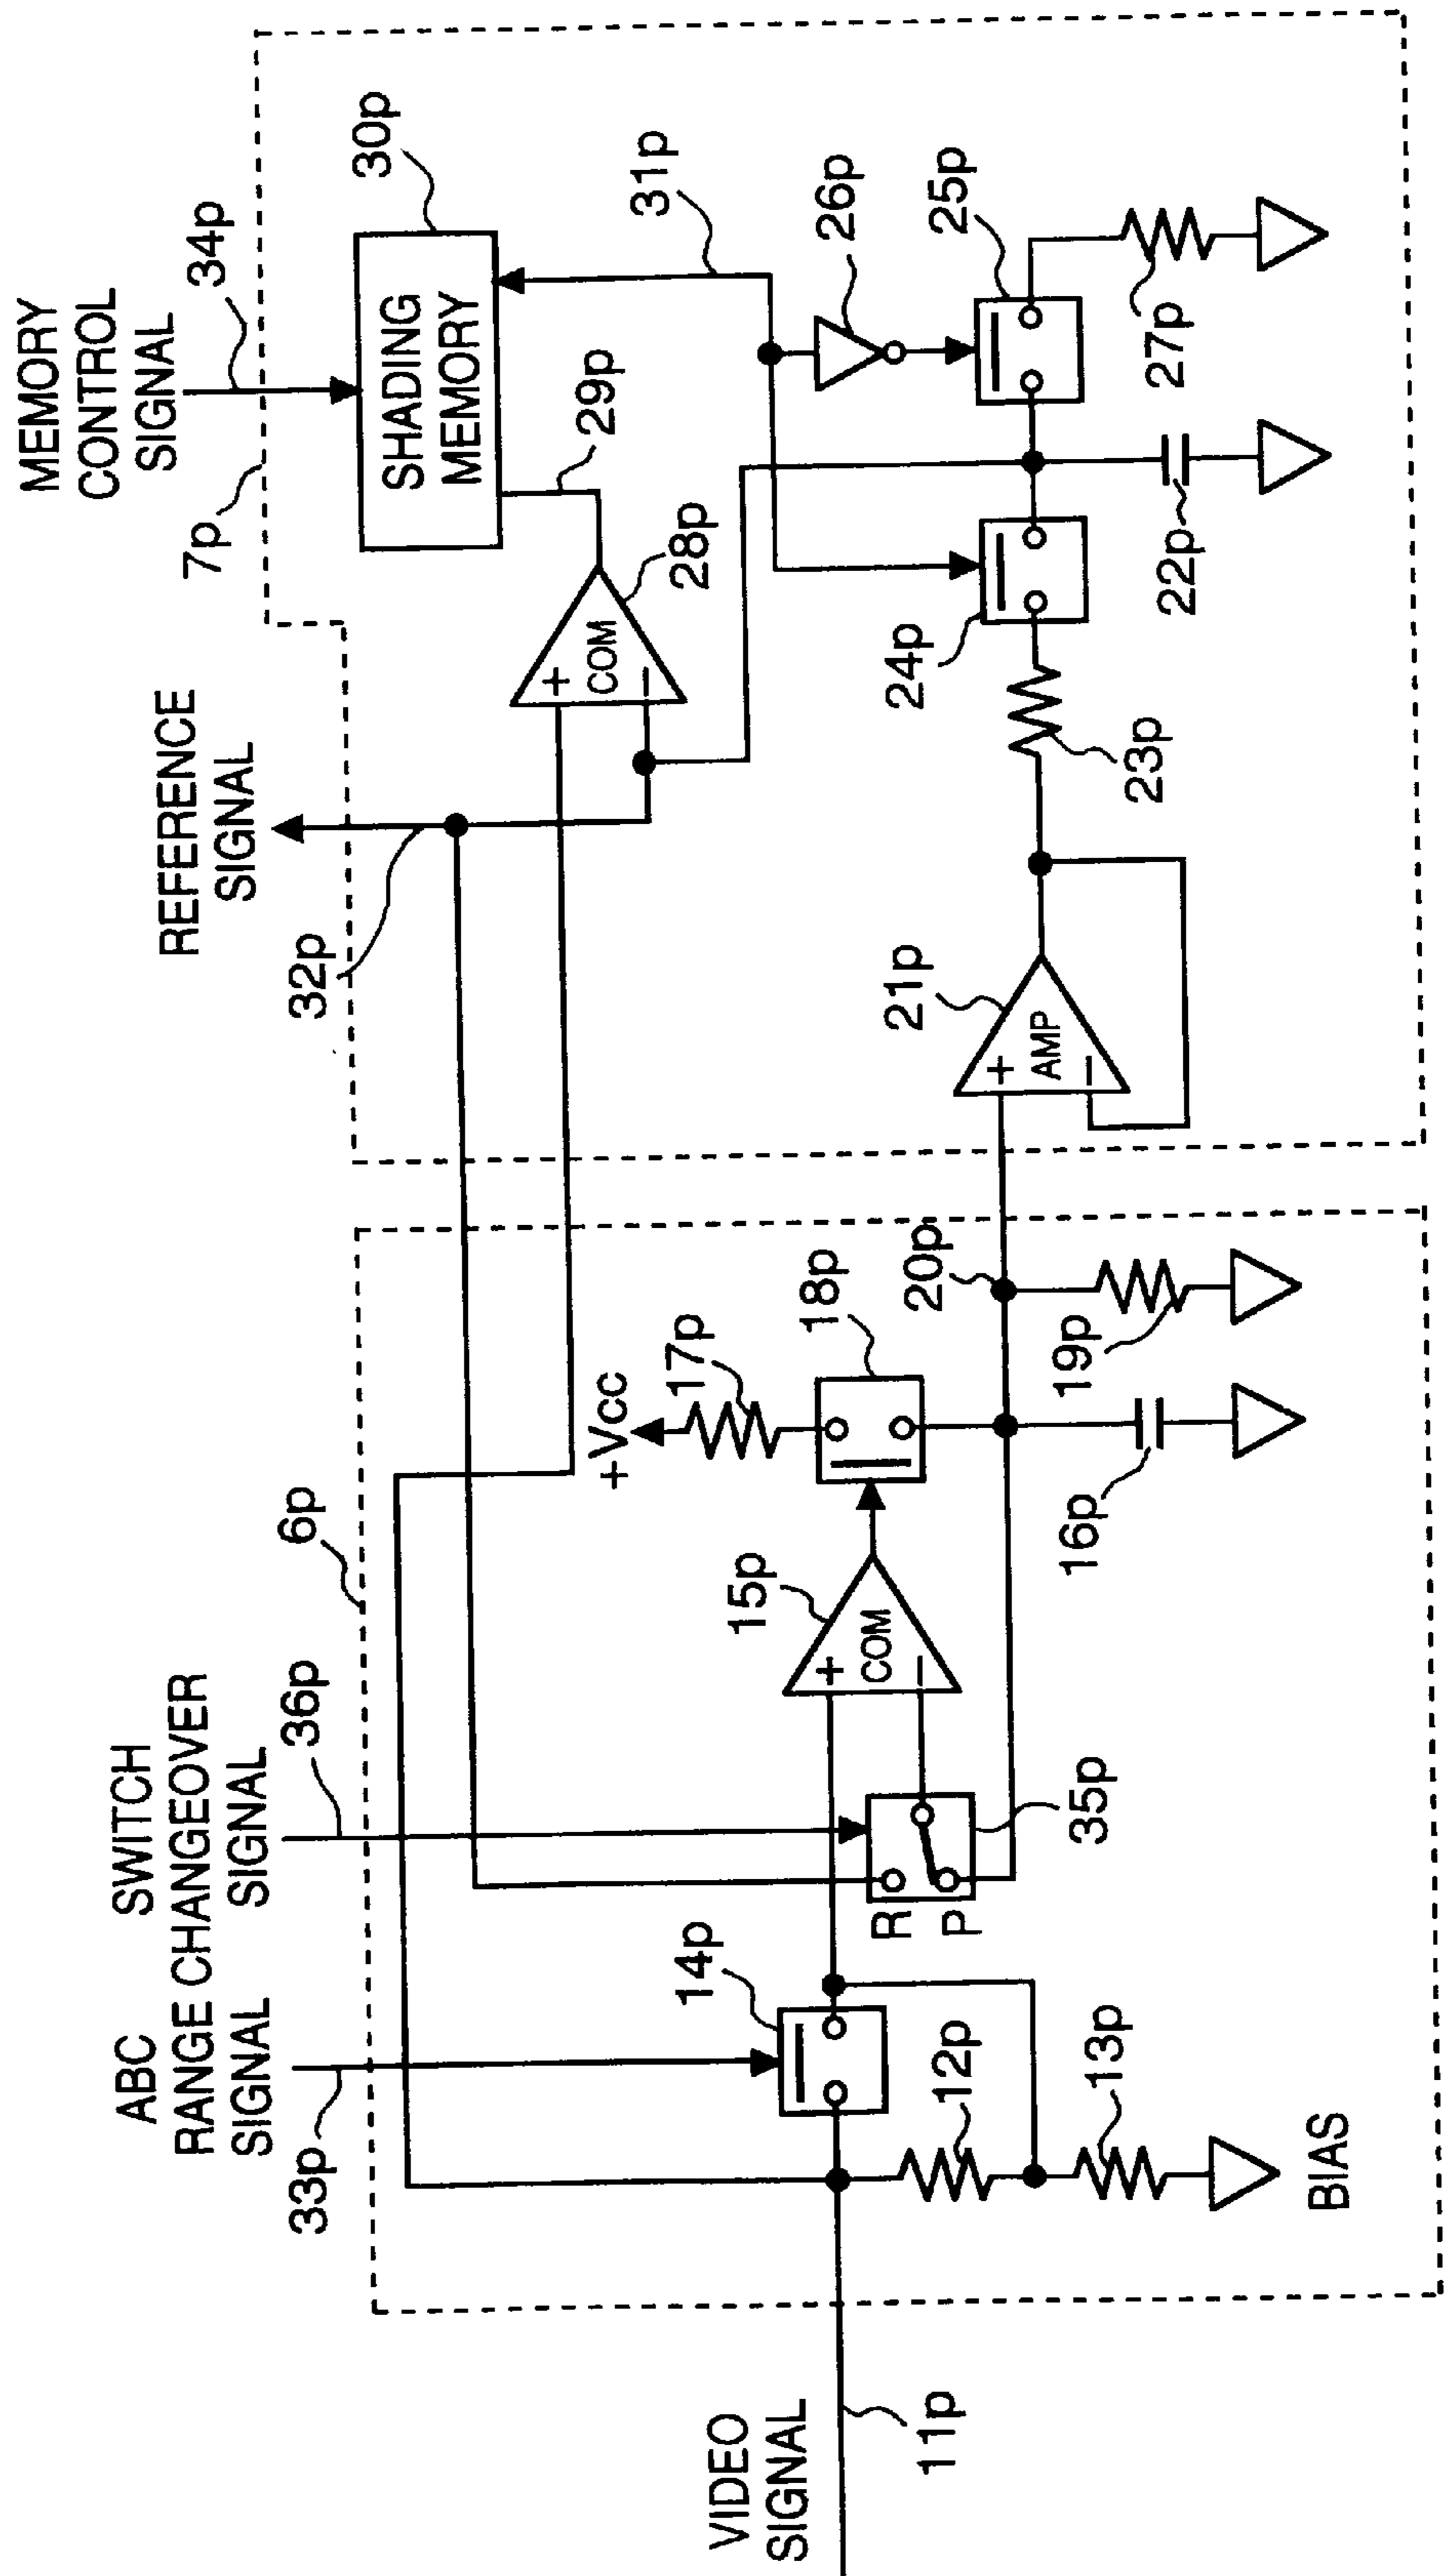 VIDEO
SIGNAL
11p
ABC
RANGE CHANGEOVER
SIGNAL
33p
SWITCH
SIGNAL
36p
6p
14p
12p
13p
BIAS
R
P
35p
15p
+
COM
−
+Vcc
17p
18p
16p
19p
20p
REFERENCE
SIGNAL
32p
MEMORY
CONTROL
SIGNAL
34p
7p
SHADING
MEMORY
30p
31p
29p
+
COM
−
28p
26p
25p
27p
24p
22p
23p
21p
+
AMP
−